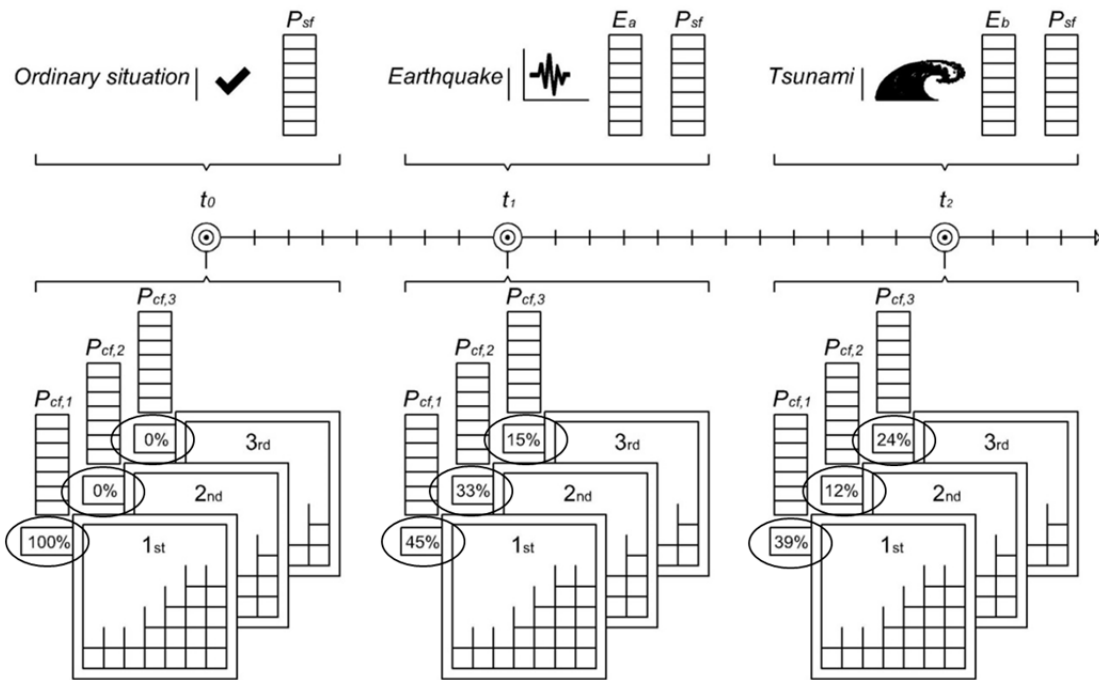 Psf Ea Psf Eb Psf
Ordinary situation Earthquake Tsunami
t0 t1 t2
Pcf,3 Pcf,3 Pcf,3
Pcf,2 Pcf,2 Pcf,2
Pcf,1 Pcf,1 Pcf,1
0% 3rd 15% 3rd 24% 3rd
0% 2nd 33% 2nd 12% 2nd
100% 1st 45% 1st 39% 1st